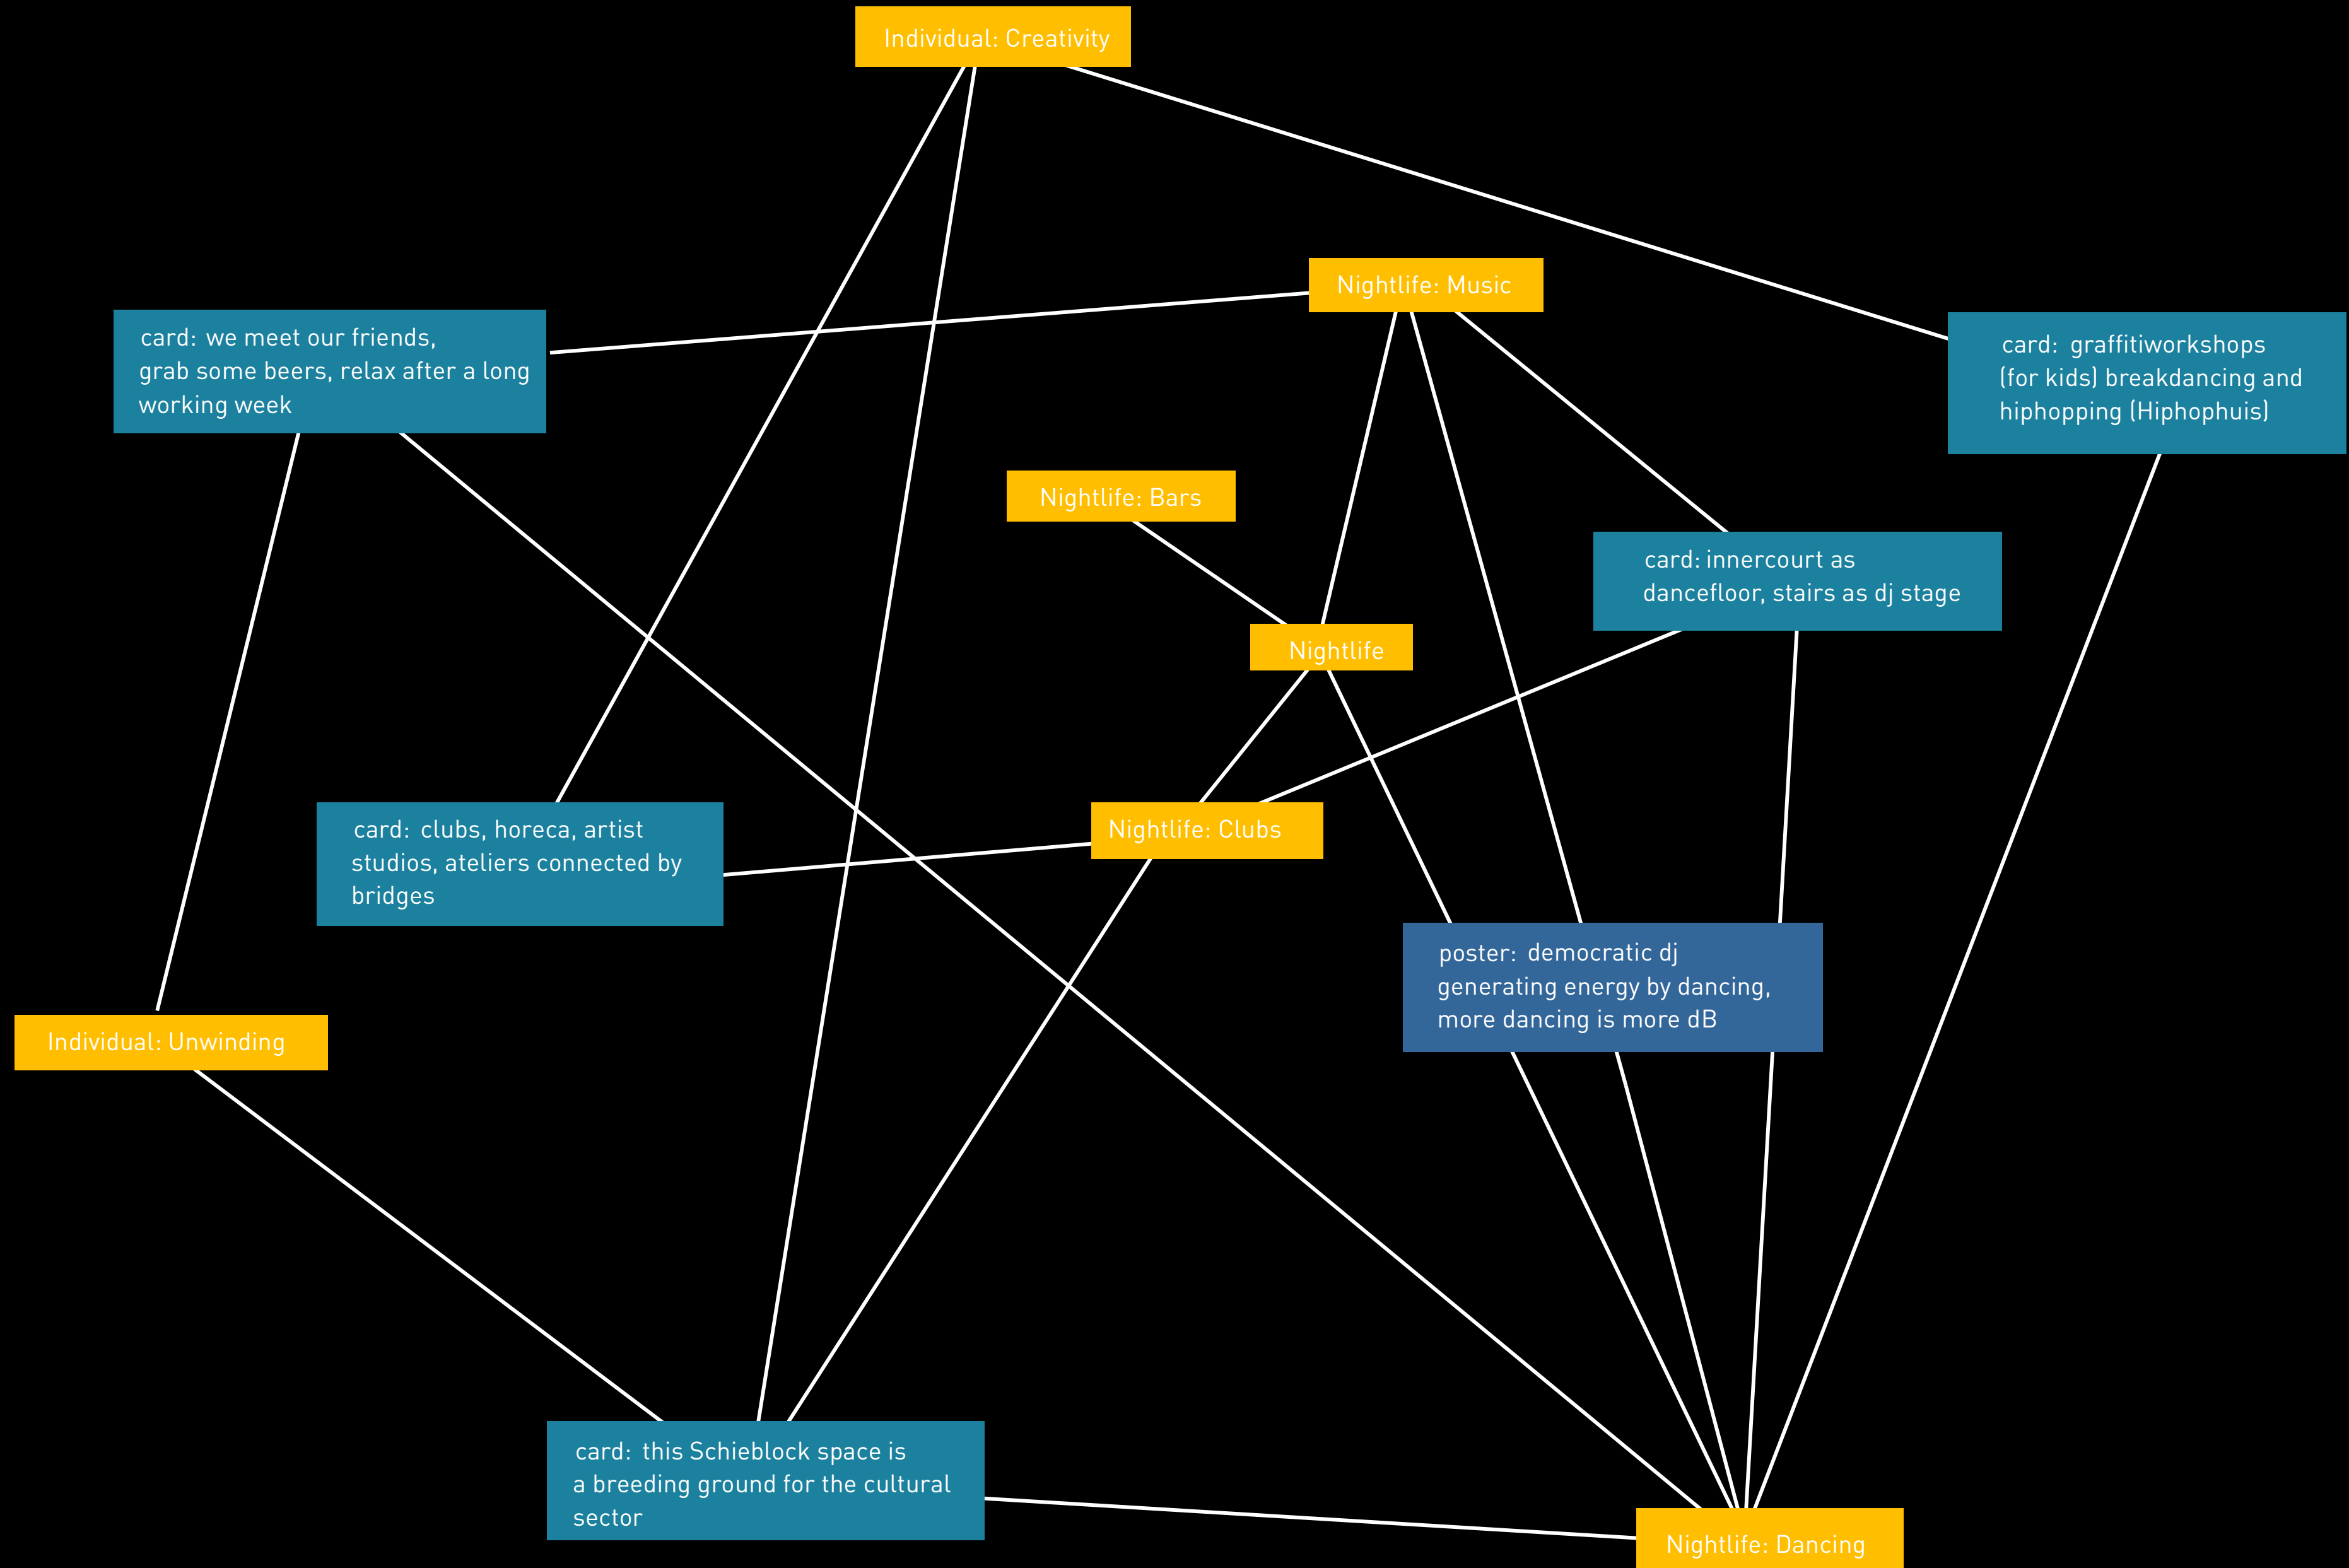 Individual: Creativity
Nightlife: Music
card: we meet our friends,
grab some beers, relax after a long
working week
card: graffitiworkshops
(for kids) breakdancing and
hiphopping (Hiphophuis)
Nightlife: Bars
card: innercourt as
dancefloor, stairs as dj stage
Nightlife
card: clubs, horeca, artist
studios, ateliers connected by
bridges
Nightlife: Clubs
poster: democratic dj
generating energy by dancing,
more dancing is more dB
Individual: Unwinding
card: this Schieblock space is
a breeding ground for the cultural
sector
Nightlife: Dancing